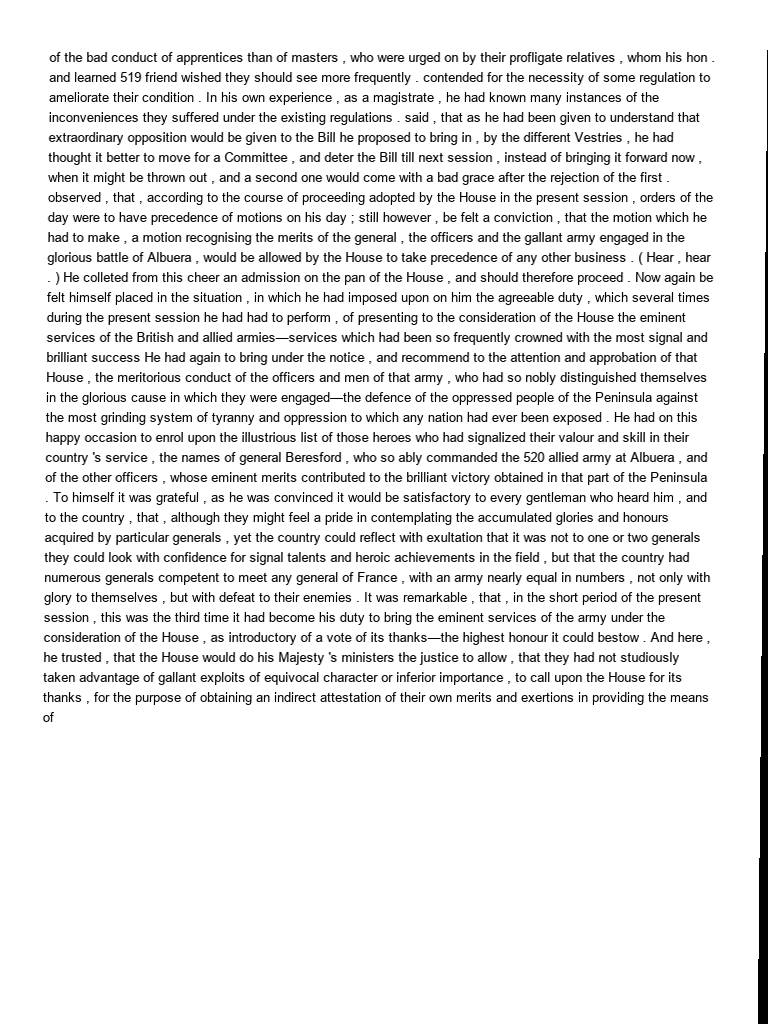 of the bad conduct of apprentices than of masters , who were urged on by their profligate relatives , whom his hon .
and learned 519 friend wished they should see more frequently . contended for the necessity of some regulation to
ameliorate their condition . In his own experience , as a magistrate , he had known many instances of the
inconveniences they suffered under the existing regulations . said , that as he had been given to understand that
extraordinary opposition would be given to the Bill he proposed to bring in , by the different Vestries , he had
thought it better to move for a Committee , and deter the Bill till next session , instead of bringing it forward now ,
when it might be thrown out , and a second one would come with a bad grace after the rejection of the first .
observed , that , according to the course of proceeding adopted by the House in the present session , orders of the
day were to have precedence of motions on his day ; still however , be felt a conviction , that the motion which he
had to make , a motion recognising the merits of the general , the officers and the gallant army engaged in the
glorious battle of Albuera , would be allowed by the House to take precedence of any other business . ( Hear , hear
. ) He colleted from this cheer an admission on the pan of the House , and should therefore proceed . Now again be
felt himself placed in the situation , in which he had imposed upon on him the agreeable duty , which several times
during the present session he had had to perform , of presenting to the consideration of the House the eminent
services of the British and allied armies—services which had been so frequently crowned with the most signal and
brilliant success He had again to bring under the notice , and recommend to the attention and approbation of that
House , the meritorious conduct of the officers and men of that army , who had so nobly distinguished themselves
in the glorious cause in which they were engaged—the defence of the oppressed people of the Peninsula against
the most grinding system of tyranny and oppression to which any nation had ever been exposed . He had on this
happy occasion to enrol upon the illustrious list of those heroes who had signalized their valour and skill in their
country 's service , the names of general Beresford , who so ably commanded the 520 allied army at Albuera , and
of the other officers , whose eminent merits contributed to the brilliant victory obtained in that part of the Peninsula
. To himself it was grateful , as he was convinced it would be satisfactory to every gentleman who heard him , and
to the country , that , although they might feel a pride in contemplating the accumulated glories and honours
acquired by particular generals , yet the country could reflect with exultation that it was not to one or two generals
they could look with confidence for signal talents and heroic achievements in the field , but that the country had
numerous generals competent to meet any general of France , with an army nearly equal in numbers , not only with
glory to themselves , but with defeat to their enemies . It was remarkable , that , in the short period of the present
session , this was the third time it had become his duty to bring the eminent services of the army under the
consideration of the House , as introductory of a vote of its thanks—the highest honour it could bestow . And here ,
he trusted , that the House would do his Majesty 's ministers the justice to allow , that they had not studiously
taken advantage of gallant exploits of equivocal character or inferior importance , to call upon the House for its
thanks , for the purpose of obtaining an indirect attestation of their own merits and exertions in providing the means
of